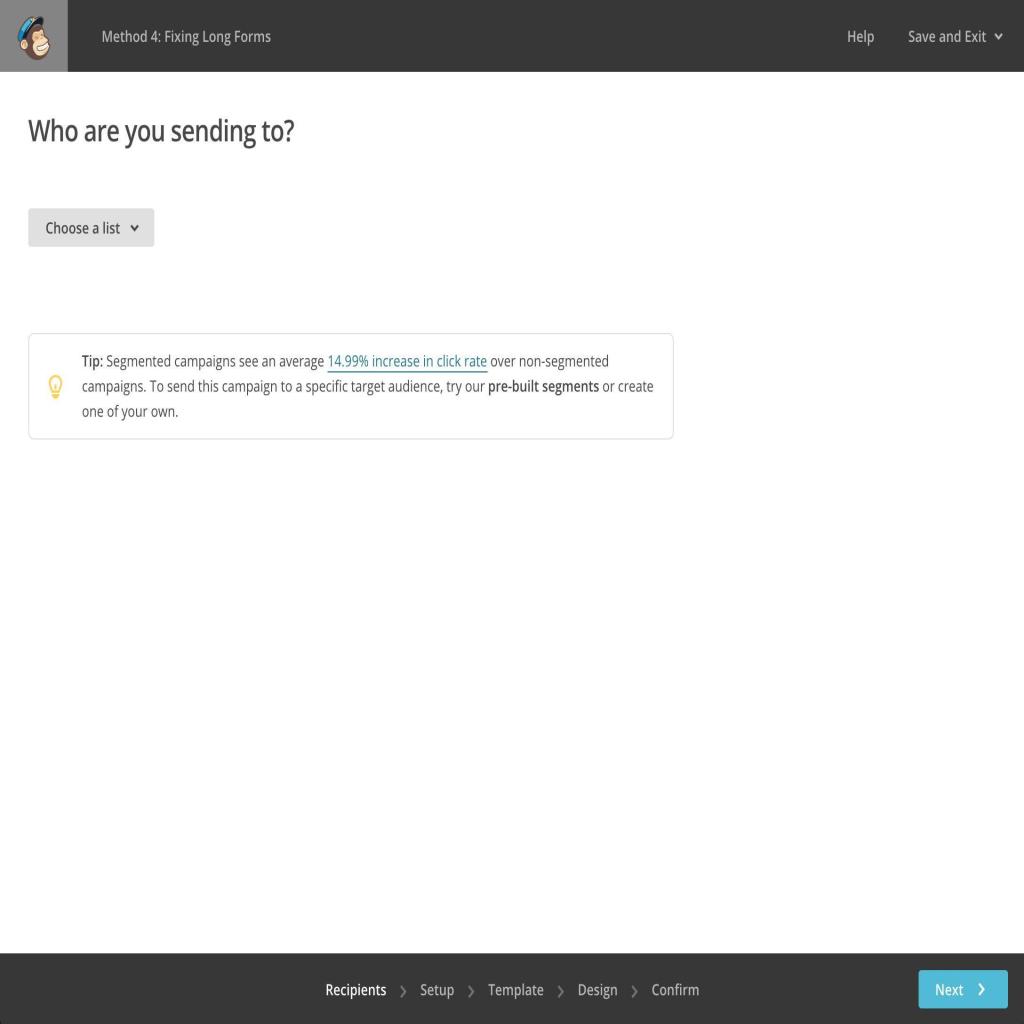 Method 4: Fixing Long Forms
Help
Save and Exit
Who are you sending to?
Choose a list
Tip: Segmented campaigns see an average 14.99% increase in click rate over non-segmented
campaigns. To send this campaign to a specific target audience, try our pre-built segments or create
one of your own.
Recipients
Setup
Template
Design
Confirm
Next